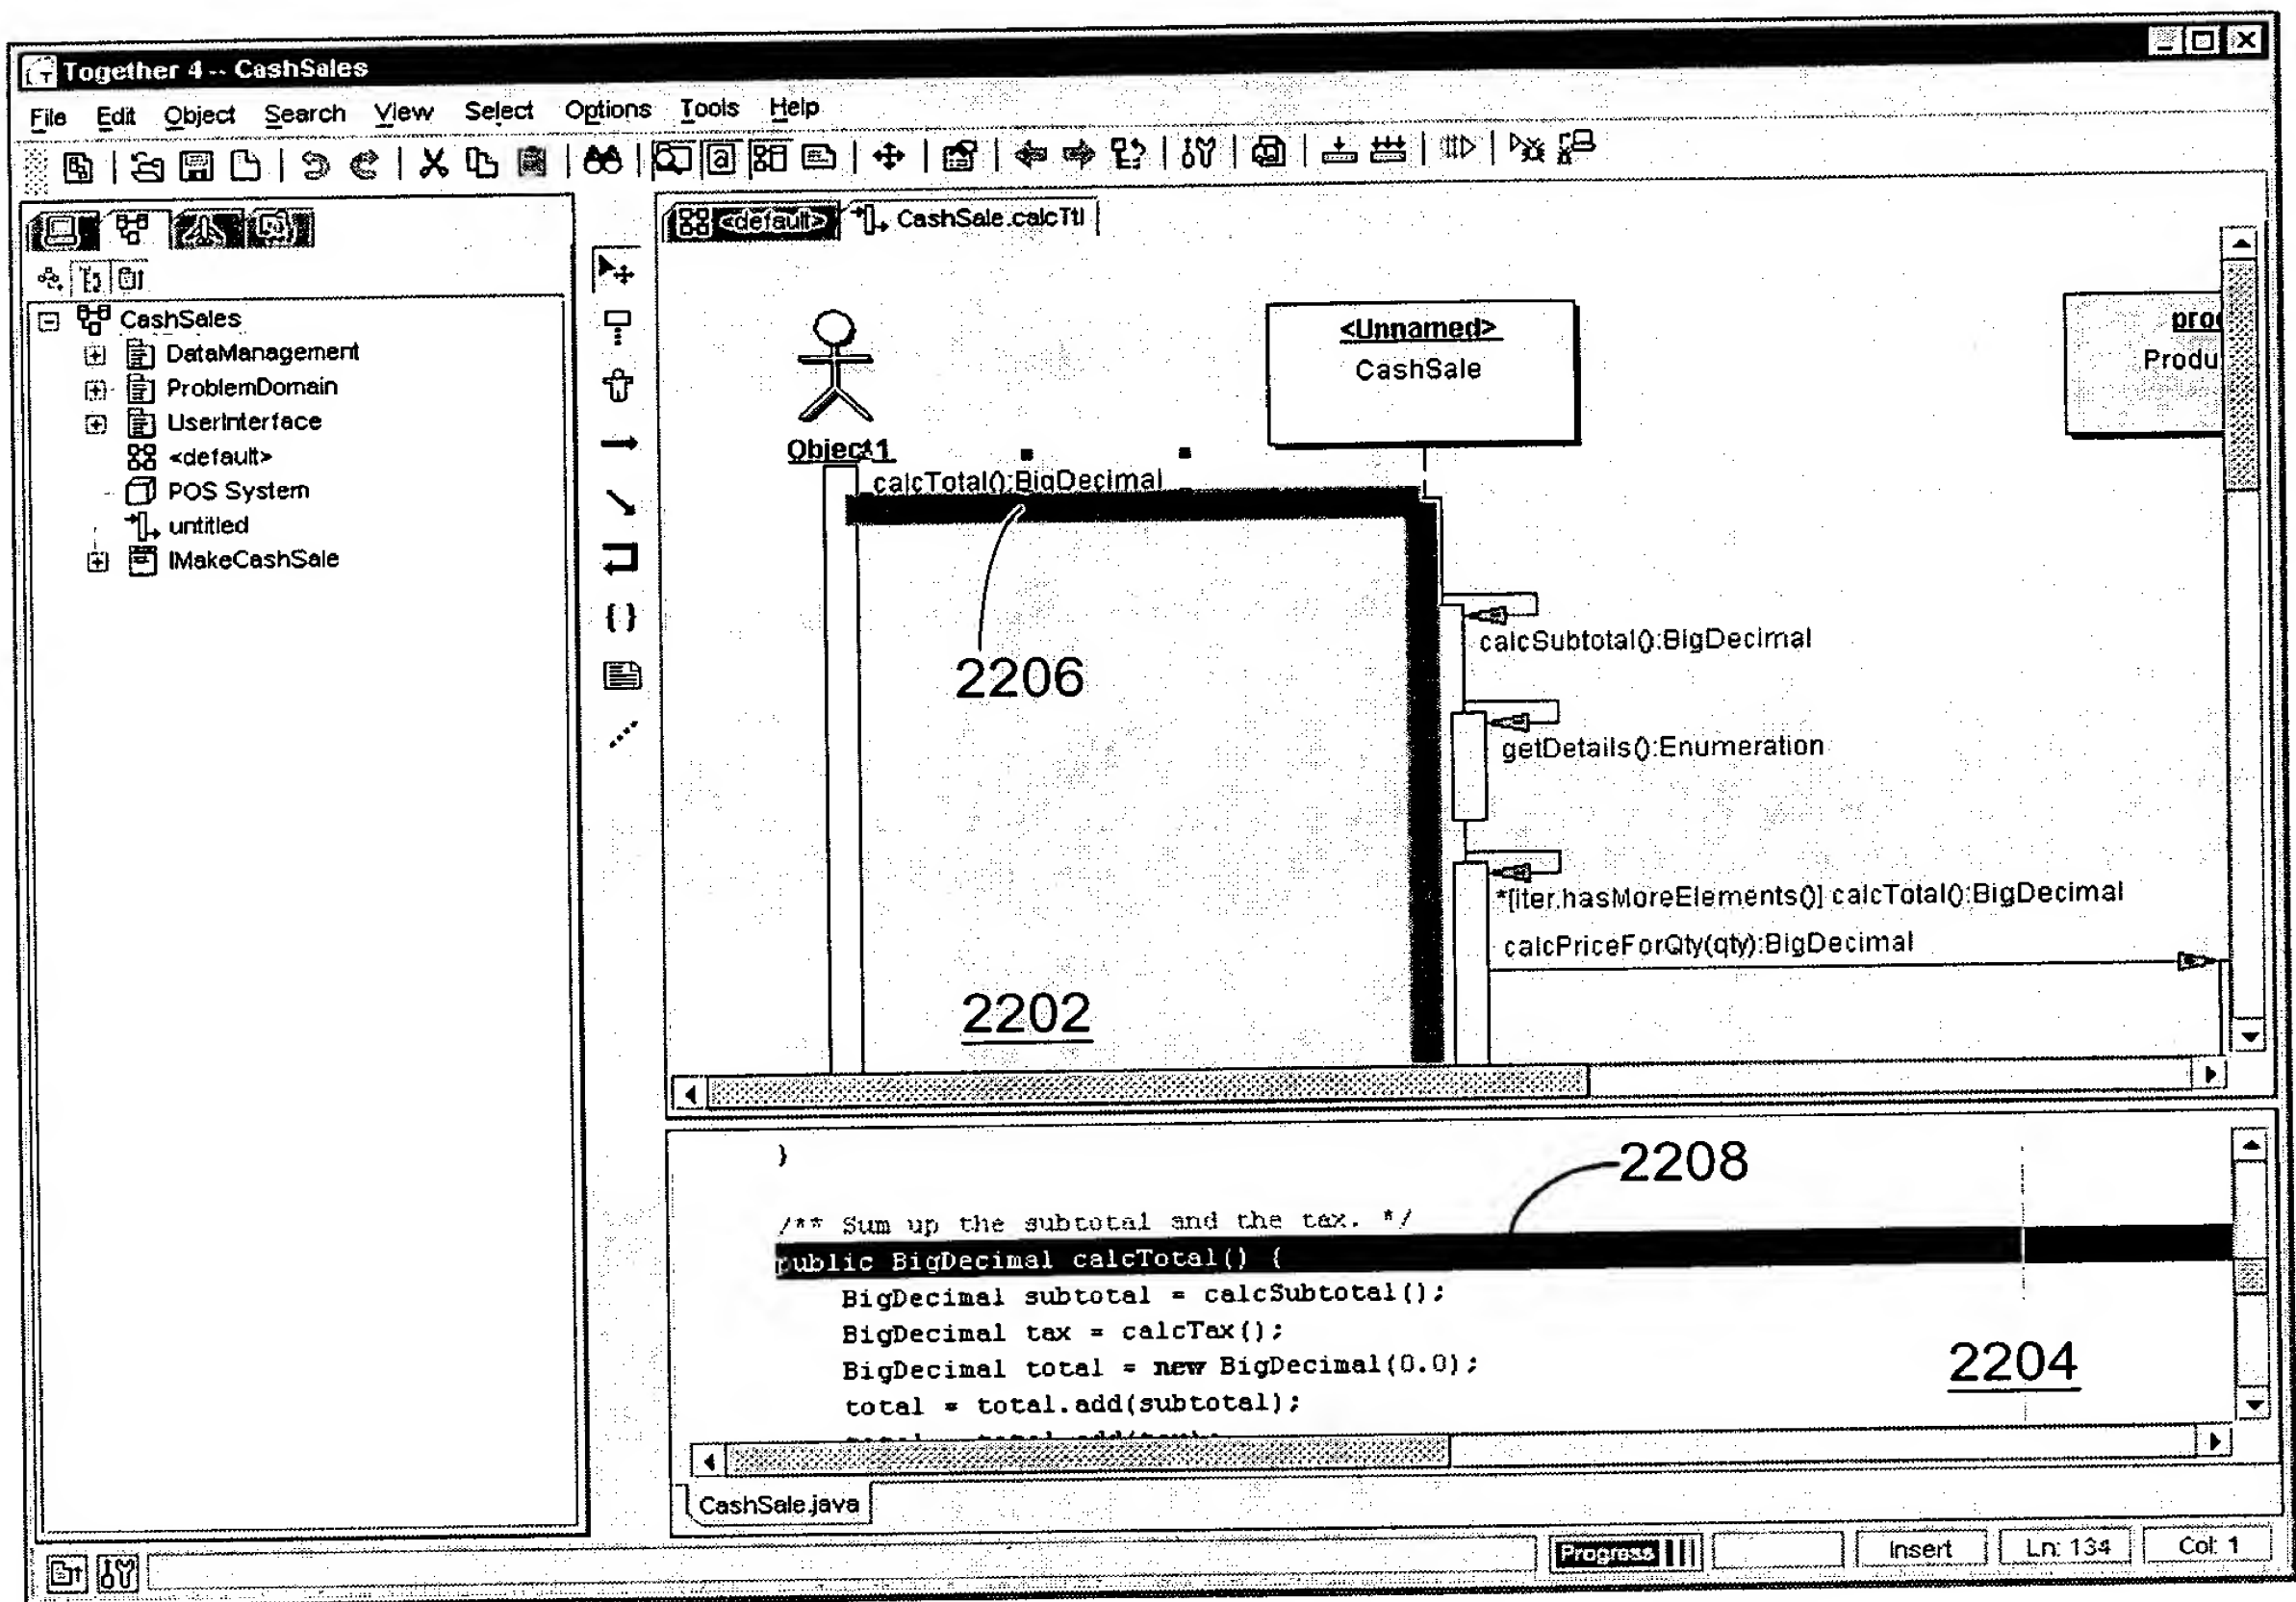 Together 4 -- CashSales
File Edit Object Search View Select Options Tools Help
<default> CashSale.calcTtl
CashSales
DataManagement
ProblemDomain
UserInterface
<default>
POS System
untitled
IMakeCashSale
<Unnamed>
CashSale
Object1
calcTotal():BigDecimal
2206
calcSubtotal():BigDecimal
getDetails():Enumeration
*[iter.hasMoreElements()] calcTotal():BigDecimal
calcPriceForQty(qty):BigDecimal
2202
}
2208
/** Sum up the subtotal and the tax. */
public BigDecimal calcTotal() {
BigDecimal subtotal = calcSubtotal();
BigDecimal tax = calcTax();
BigDecimal total = new BigDecimal(0.0);
total = total.add(subtotal);
2204
CashSale.java
Progress Insert Ln: 134 Col: 1